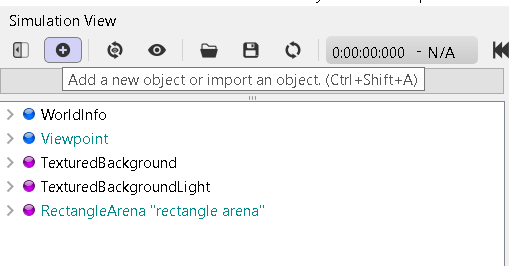 Simulation View
0:00:00:000 - N/A
Add a new object or import an object. (Ctrl+Shift+A)
WorldInfo
Viewpoint
TexturedBackground
TexturedBackgroundLight
RectangleArena "rectangle arena"